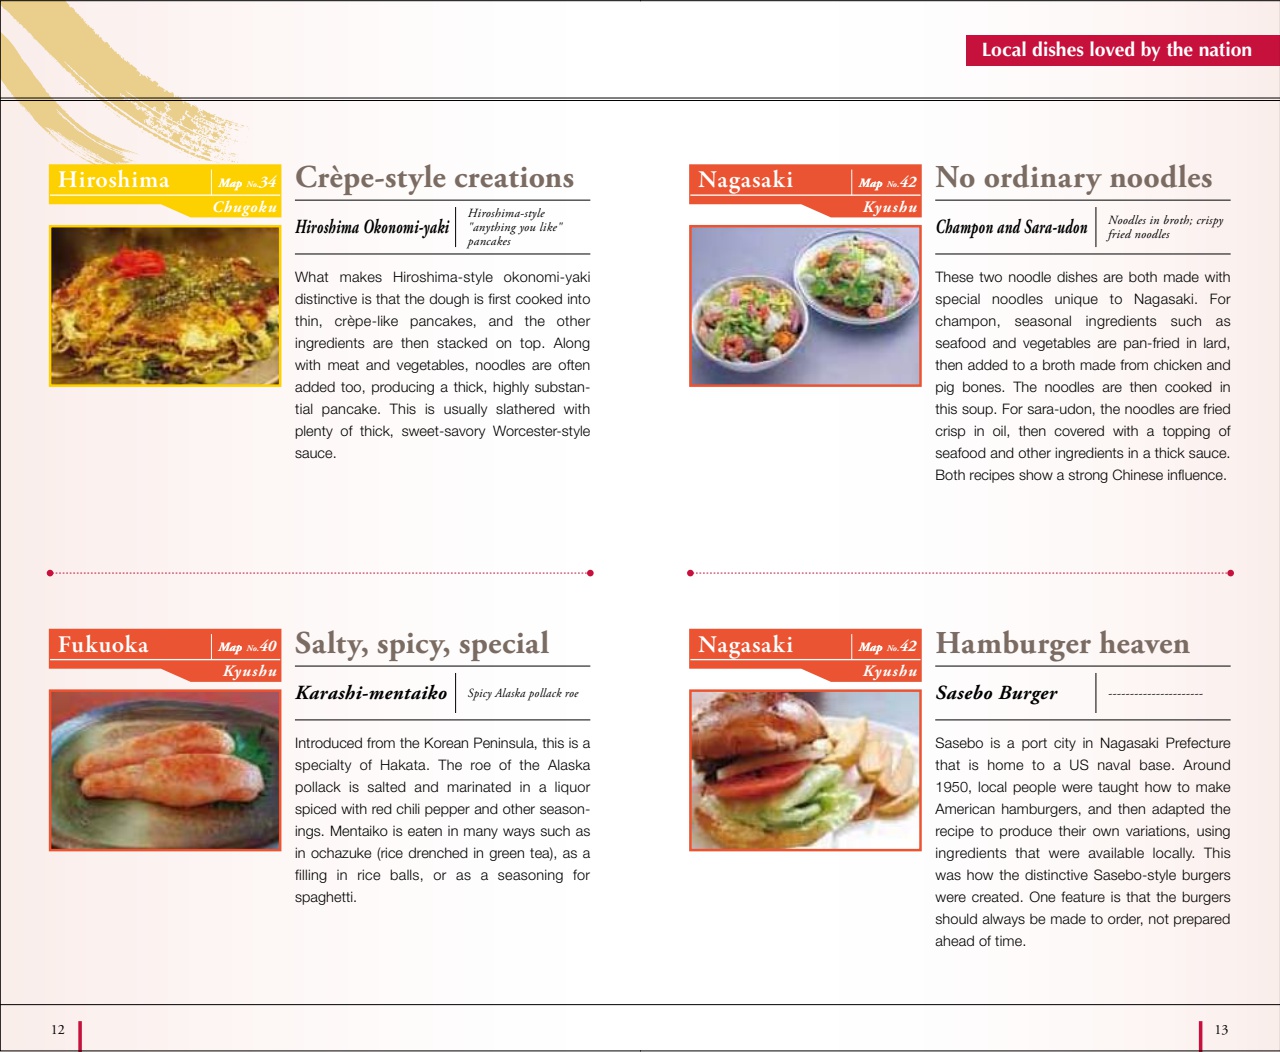 Local dishes loved by the nation
Hiroshima
Map No.34
Chugoku
Crèpe-style creations
Hiroshima Okonomi-yaki
Hiroshima-style
"anything you like"
pancakes
What makes Hiroshima-style okonomi-yaki
distinctive is that the dough is first cooked into
thin, crèpe-like pancakes, and the other
ingredients are then stacked on top. Along
with meat and vegetables, noodles are often
added too, producing a thick, highly substan-
tial pancake. This is usually slathered with
plenty of thick, sweet-savory Worcester-style
sauce.
Fukuoka
Map No.40
Kyushu
Salty, spicy, special
Karashi-mentaiko
Spicy Alaska pollack roe
Introduced from the Korean Peninsula, this is a
specialty of Hakata. The roe of the Alaska
pollack is salted and marinated in a liquor
spiced with red chili pepper and other season-
ings. Mentaiko is eaten in many ways such as
in ochazuke (rice drenched in green tea), as a
filling in rice balls, or as a seasoning for
spaghetti.
12
Nagasaki
Map No.42
Kyushu
No ordinary noodles
Champon and Sara-udon
Noodles in broth; crispy
fried noodles
These two noodle dishes are both made with
special noodles unique to Nagasaki. For
champon, seasonal ingredients such as
seafood and vegetables are pan-fried in lard,
then added to a broth made from chicken and
pig bones. The noodles are then cooked in
this soup. For sara-udon, the noodles are fried
crisp in oil, then covered with a topping of
seafood and other ingredients in a thick sauce.
Both recipes show a strong Chinese influence.
Nagasaki
Map No.42
Kyushu
Hamburger heaven
Sasebo Burger
----------------------
Sasebo is a port city in Nagasaki Prefecture
that is home to a US naval base. Around
1950, local people were taught how to make
American hamburgers, and then adapted the
recipe to produce their own variations, using
ingredients that were available locally. This
was how the distinctive Sasebo-style burgers
were created. One feature is that the burgers
should always be made to order, not prepared
ahead of time.
13